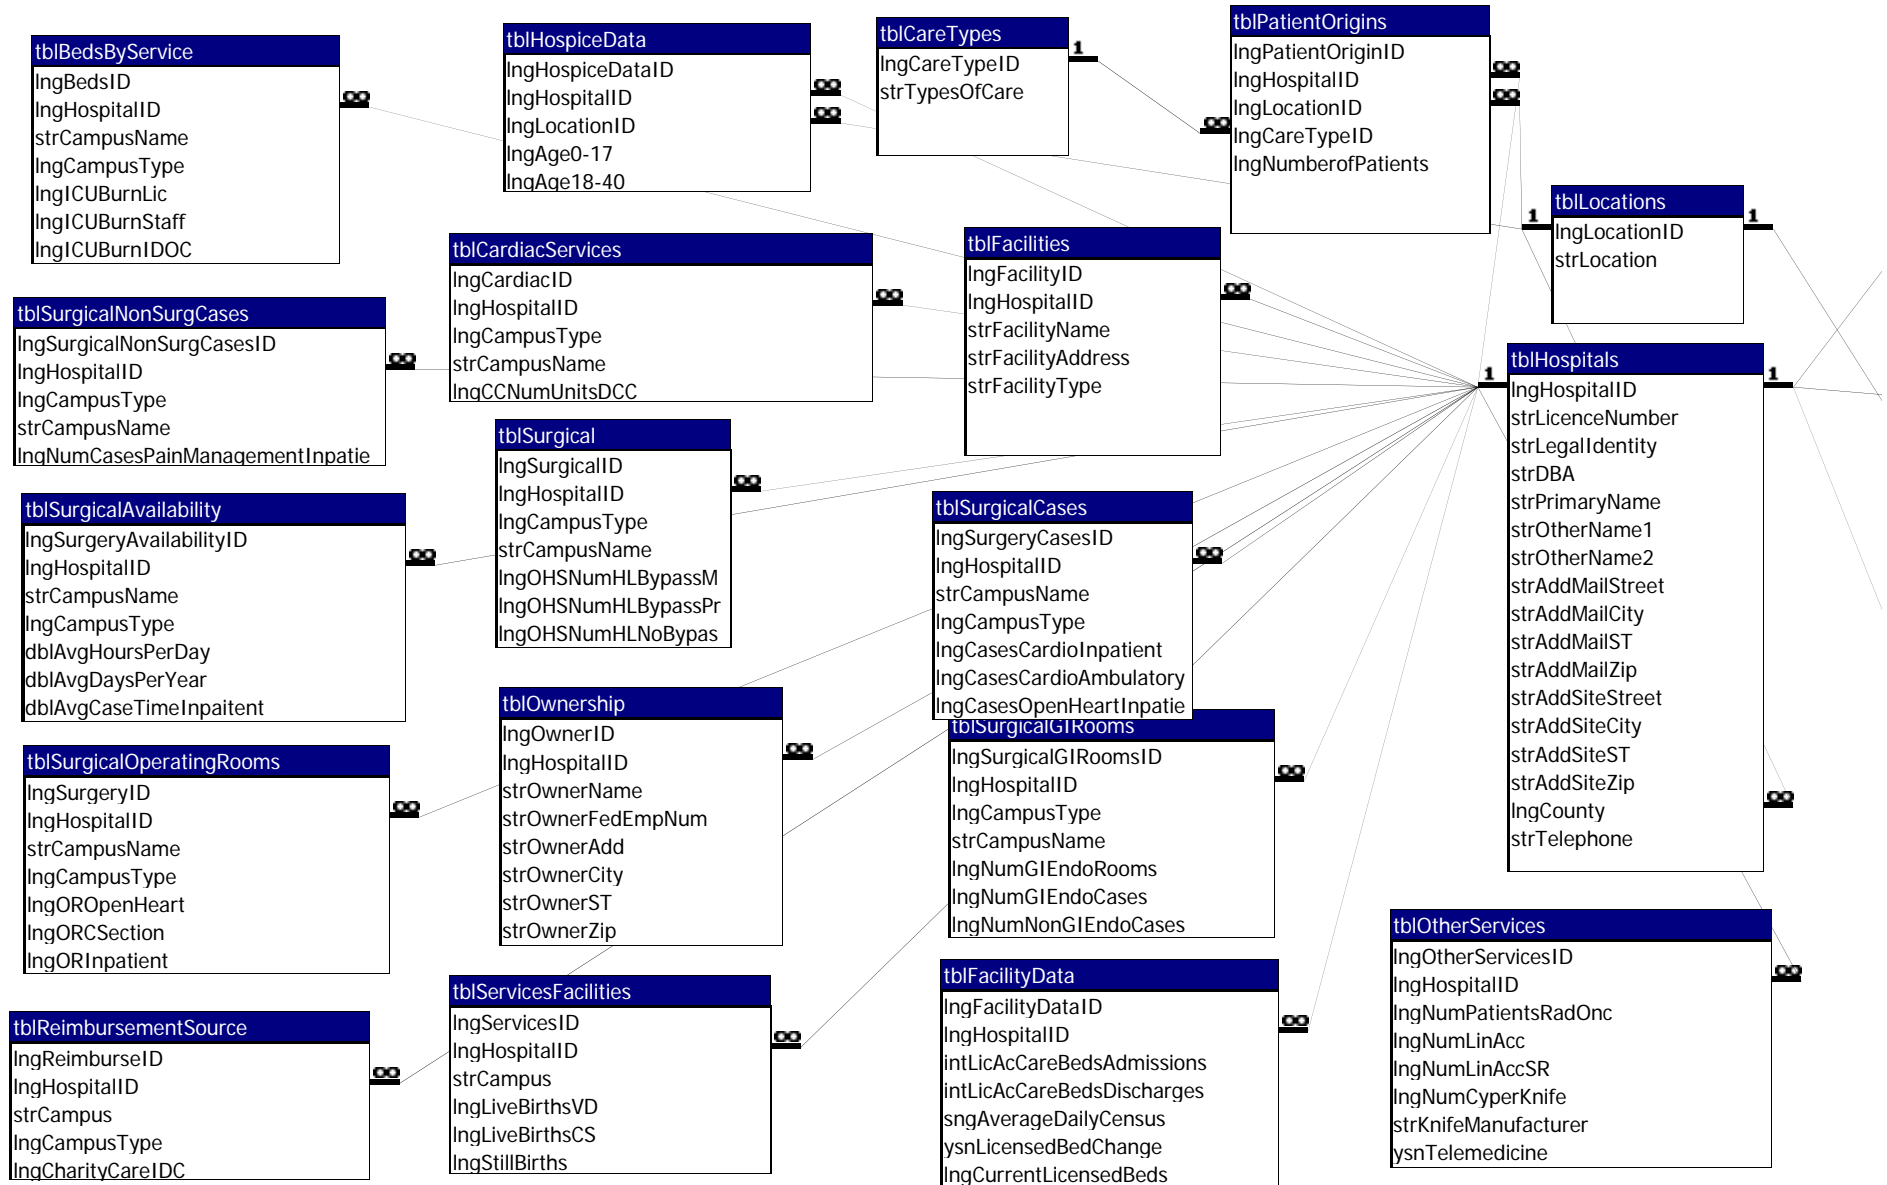 tblBedsByService
lngBedsID
lngHospitalID
strCampusName
lngCampusType
lngICUBurnLic
lngICUBurnStaff
lngICUBurnIDOC
tblHospiceData
lngHospiceDataID
lngHospitalID
lngLocationID
lngAge0-17
lngAge18-40
tblCareTypes
lngCareTypeID
strTypesOfCare
1
tblPatientOrigins
lngPatientOriginID
lngHospitalID
lngLocationID
lngCareTypeID
lngNumberofPatients
tblLocations
lngLocationID
strLocation
1
1
tblSurgicalNonSurgCases
lngSurgicalNonSurgCasesID
lngHospitalID
lngCampusType
strCampusName
lngNumCasesPainManagementInpatie
tblCardiacServices
lngCardiacID
lngHospitalID
lngCampusType
strCampusName
lngCCNumUnitsDCC
tblFacilities
lngFacilityID
lngHospitalID
strFacilityName
strFacilityAddress
strFacilityType
1
tblHospitals
lngHospitalID
strLicenceNumber
strLegalIdentity
strDBA
strPrimaryName
strOtherName1
strOtherName2
strAddMailStreet
strAddMailCity
strAddMailST
strAddMailZip
strAddSiteStreet
strAddSiteCity
strAddSiteST
strAddSiteZip
lngCounty
strTelephone
1
tblSurgicalAvailability
lngSurgeryAvailabilityID
lngHospitalID
strCampusName
lngCampusType
dblAvgHoursPerDay
dblAvgDaysPerYear
dblAvgCaseTimeInpaitent
tblSurgical
lngSurgicalID
lngHospitalID
lngCampusType
strCampusName
lngOHSNumHLBypassM
lngOHSNumHLBypassPr
lngOHSNumHLNoBypas
tblSurgicalCases
lngSurgeryCasesID
lngHospitalID
strCampusName
lngCampusType
lngCasesCardioInpatient
lngCasesCardioAmbulatory
lngCasesOpenHeartInpatie
tblSurgicalOperatingRooms
lngSurgeryID
lngHospitalID
strCampusName
lngCampusType
lngOROpenHeart
lngORCSection
lngORInpatient
tblOwnership
lngOwnerID
lngHospitalID
strOwnerName
strOwnerFedEmpNum
strOwnerAdd
strOwnerCity
strOwnerST
strOwnerZip
tblSurgicalGIRooms
lngSurgicalGIRoomsID
lngHospitalID
lngCampusType
strCampusName
lngNumGIEndoRooms
lngNumGIEndoCases
lngNumNonGIEndoCases
tblReimbursementSource
lngReimburseID
lngHospitalID
strCampus
lngCampusType
lngCharityCareIDC
tblServicesFacilities
lngServicesID
lngHospitalID
strCampus
lngLiveBirthsVD
lngLiveBirthsCS
lngStillBirths
tblFacilityData
lngFacilityDataID
lngHospitalID
intLicAcCareBedsAdmissions
intLicAcCareBedsDischarges
sngAverageDailyCensus
ysnLicensedBedChange
lngCurrentLicensedBeds
tblOtherServices
lngOtherServicesID
lngHospitalID
lngNumPatientsRadOnc
lngNumLinAcc
lngNumLinAccSR
lngNumCyperKnife
strKnifeManufacturer
ysnTelemedicine